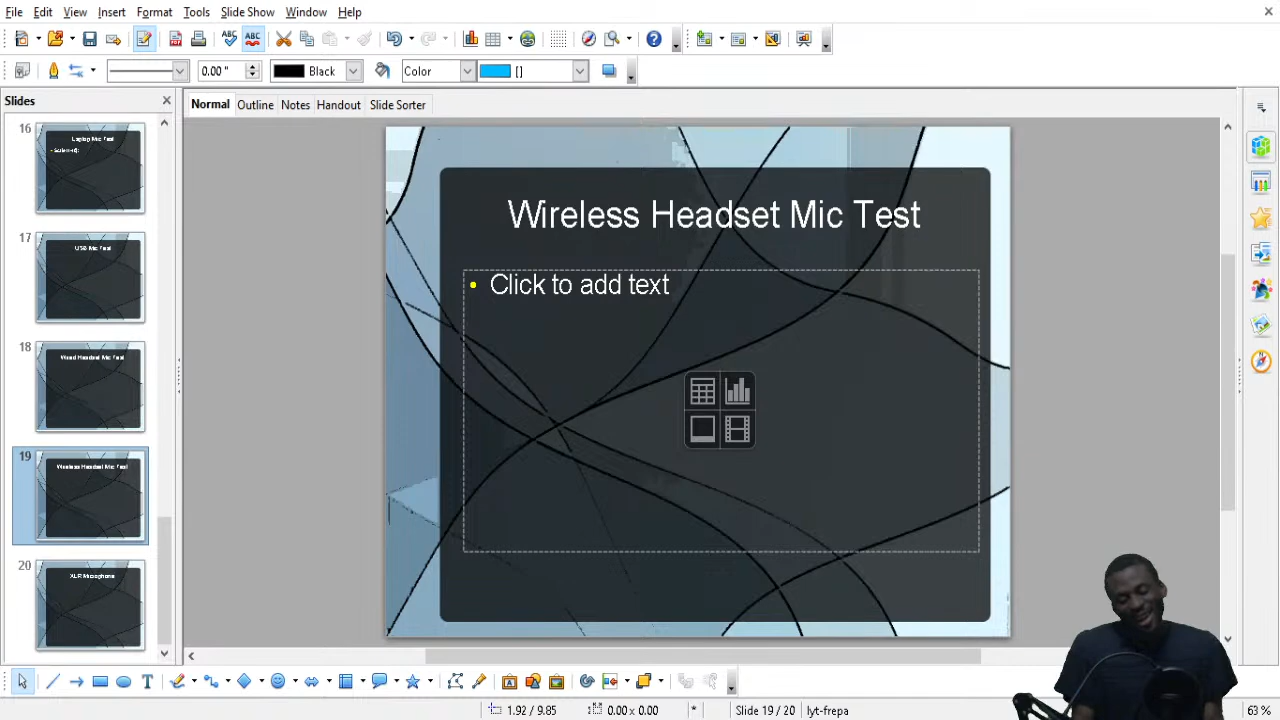 File Edit View Insert Format Tools Slide Show Window Help
0.00 " Black Color []
Slides
Normal Outline Notes Handout Slide Sorter
16
Laptop Mic Test
17
USB Mic Test
18
Wired Headset Mic Test
19
Wireless Headset Mic Test
20
XLR Microphone
Wireless Headset Mic Test
• Click to add text
1.92 / 9.85 0.00 x 0.00 * Slide 19 / 20 lyt-frepa 63 %